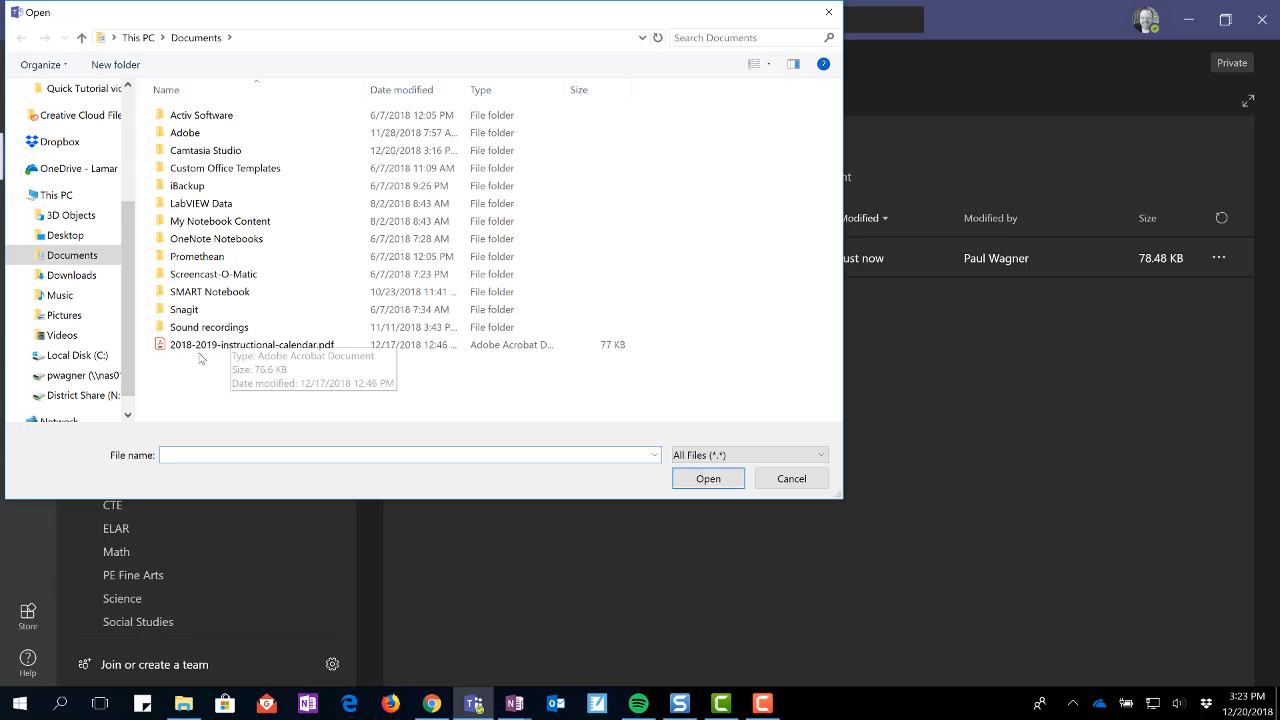 Open
This PC > Documents >
Search Documents
Private
Organize
New folder
Quick Tutorial vic
Creative Cloud File
Dropbox
OneDrive - Lamar
This PC
3D Objects
Desktop
Documents
Downloads
Music
Pictures
Videos
Local Disk (C:)
pwagner (\\nas0
District Share (N:
Network
Name Date modified Type Size
Activ Software 6/7/2018 12:05 PM File folder
Adobe 11/28/2018 7:57 A... File folder
Camtasia Studio 12/20/2018 3:16 P... File folder
Custom Office Templates 6/7/2018 11:09 AM File folder
iBackup 6/7/2018 9:26 PM File folder
LabVIEW Data 8/2/2018 8:43 AM File folder
My Notebook Content 8/2/2018 8:43 AM File folder
OneNote Notebooks 6/7/2018 7:28 AM File folder
Promethean 6/7/2018 12:05 PM File folder
Screencast-O-Matic 6/7/2018 7:23 PM File folder
SMART Notebook 10/23/2018 11:41 ... File folder
Snagit 6/7/2018 7:34 AM File folder
Sound recordings 11/11/2018 3:43 P... File folder
2018-2019-instructional-calendar.pdf 12/17/2018 12:46 ... Adobe Acrobat D... 77 KB
Type: Adobe Acrobat Document
Size: 76.6 KB
Date modified: 12/17/2018 12:46 PM
File name:
All Files (*.*)
Open
Cancel
nt
Modified Modified by Size
ust now Paul Wagner 78.48 KB
CTE
ELAR
Math
PE Fine Arts
Science
Social Studies
Join or create a team
Store
Help
3:23 PM
12/20/2018